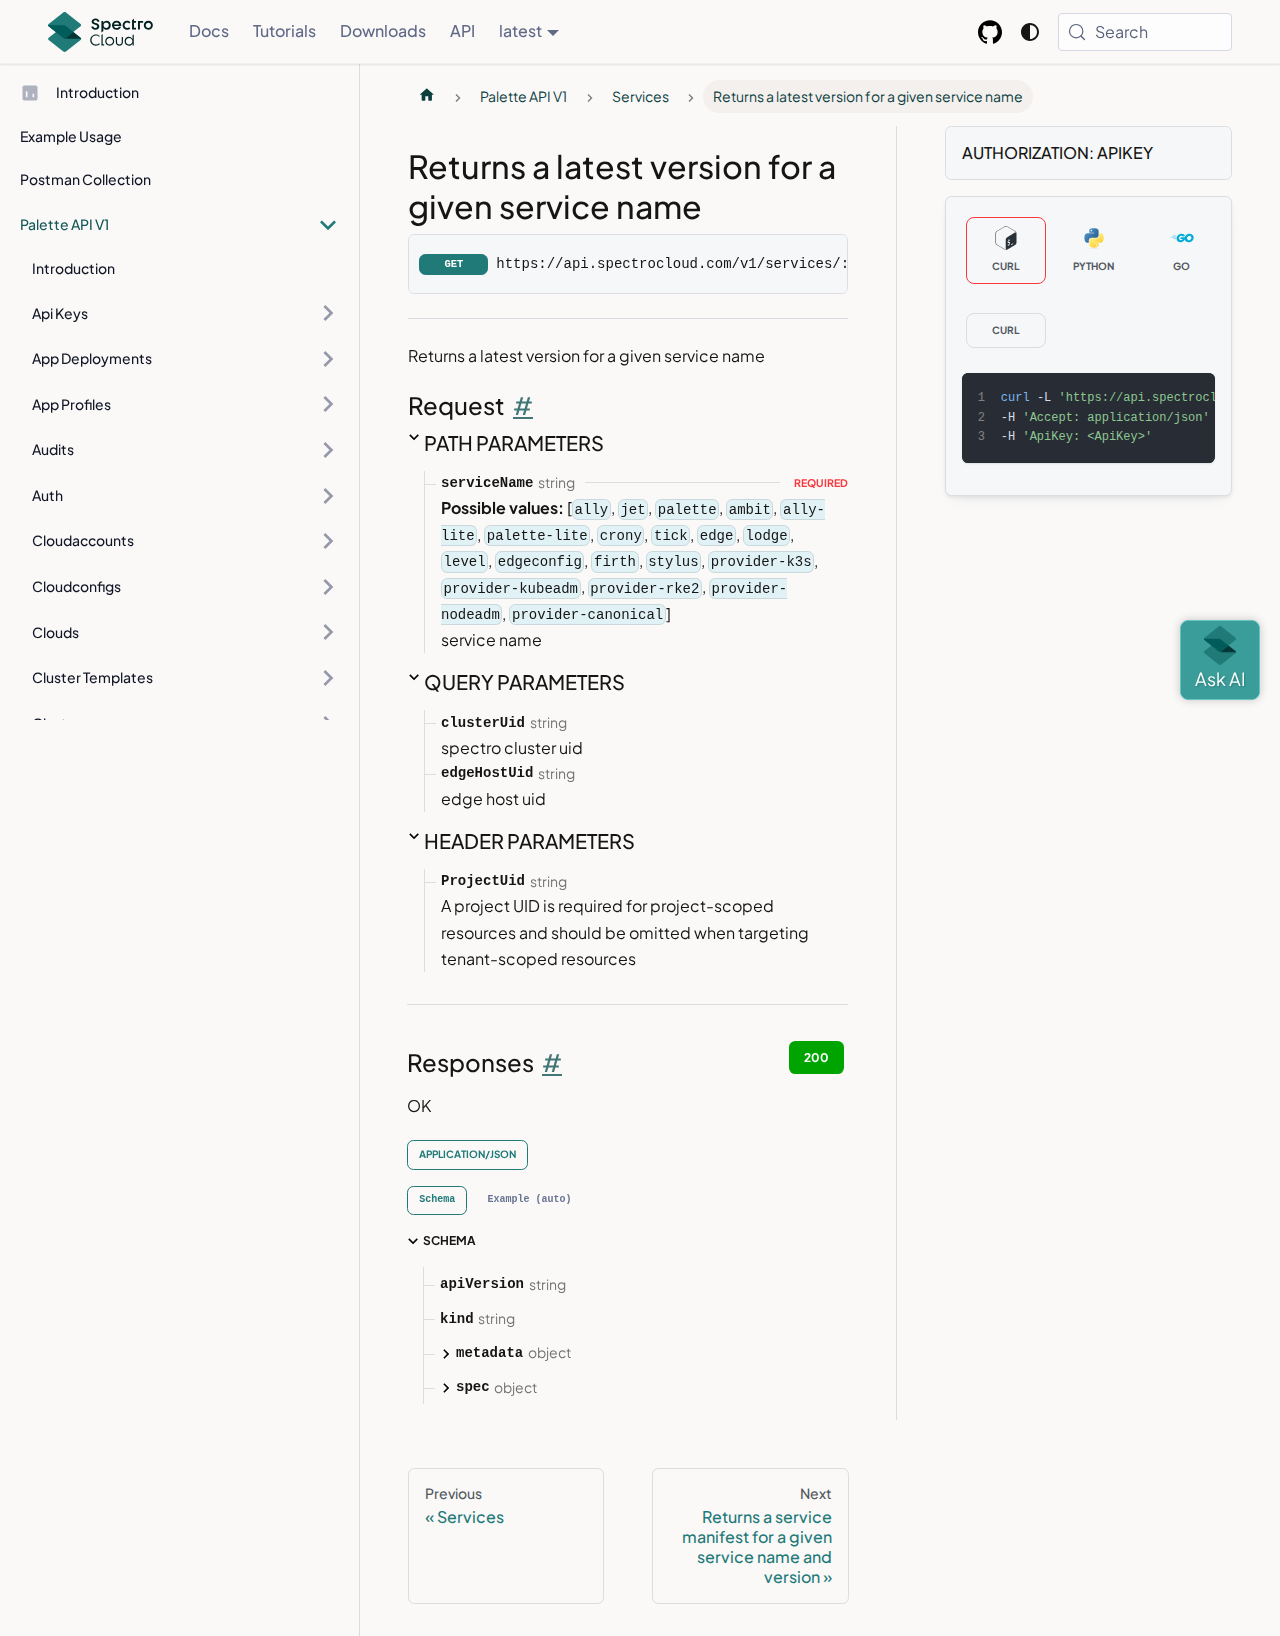 Spectro Cloud
Docs
Tutorials
Downloads
API
latest
Search
Introduction
Example Usage
Postman Collection
Palette API V1
Introduction
Api Keys
App Deployments
App Profiles
Audits
Auth
Cloudaccounts
Cloudconfigs
Clouds
Cluster Templates
Palette API V1
Services
Returns a latest version for a given service name
Returns a latest version for a
given service name
GET https://api.spectrocloud.com/v1/services/:
Returns a latest version for a given service name
Request #
PATH PARAMETERS
serviceName string REQUIRED
Possible values: [ally, jet, palette, ambit, ally-
lite, palette-lite, crony, tick, edge, lodge,
level, edgeconfig, firth, stylus, provider-k3s,
provider-kubeadm, provider-rke2, provider-
nodeadm, provider-canonical]
service name
QUERY PARAMETERS
clusterUid string
spectro cluster uid
edgeHostUid string
edge host uid
HEADER PARAMETERS
ProjectUid string
A project UID is required for project-scoped
resources and should be omitted when targeting
tenant-scoped resources
Responses #
200
OK
APPLICATION/JSON
Schema
Example (auto)
SCHEMA
apiVersion string
kind string
metadata object
spec object
Previous
« Services
Next
Returns a service
manifest for a given
service name and
version »
AUTHORIZATION: APIKEY
CURL
PYTHON
GO
CURL
1 curl -L 'https://api.spectrocl
2 -H 'Accept: application/json'
3 -H 'ApiKey: <ApiKey>'
Ask AI